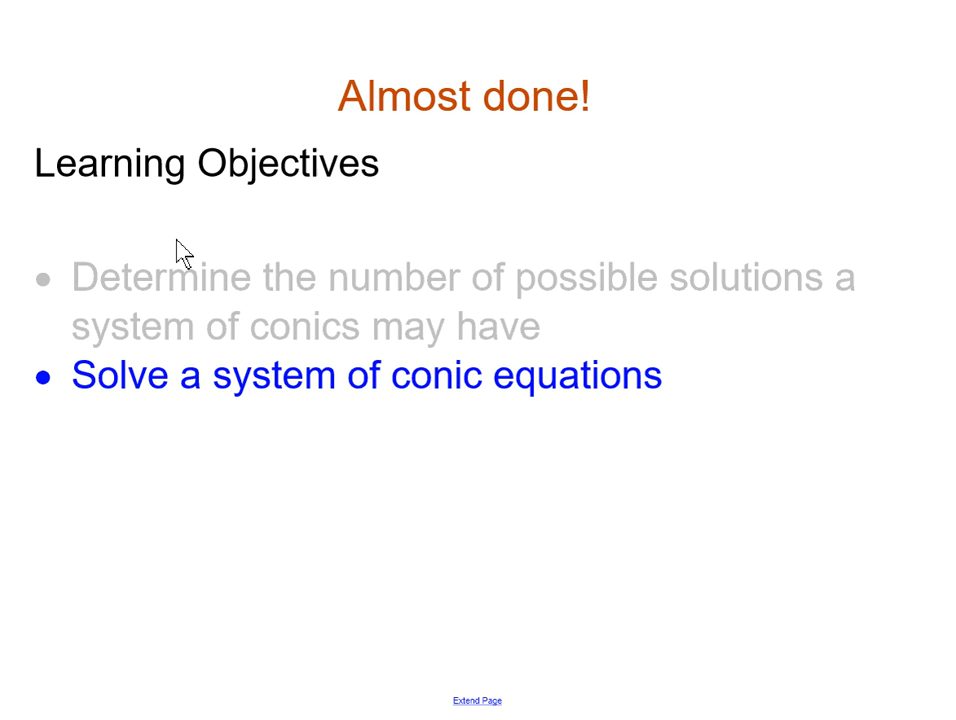 Almost done!
Learning Objectives
• Determine the number of possible solutions a
system of conics may have
• Solve a system of conic equations
Extend Page